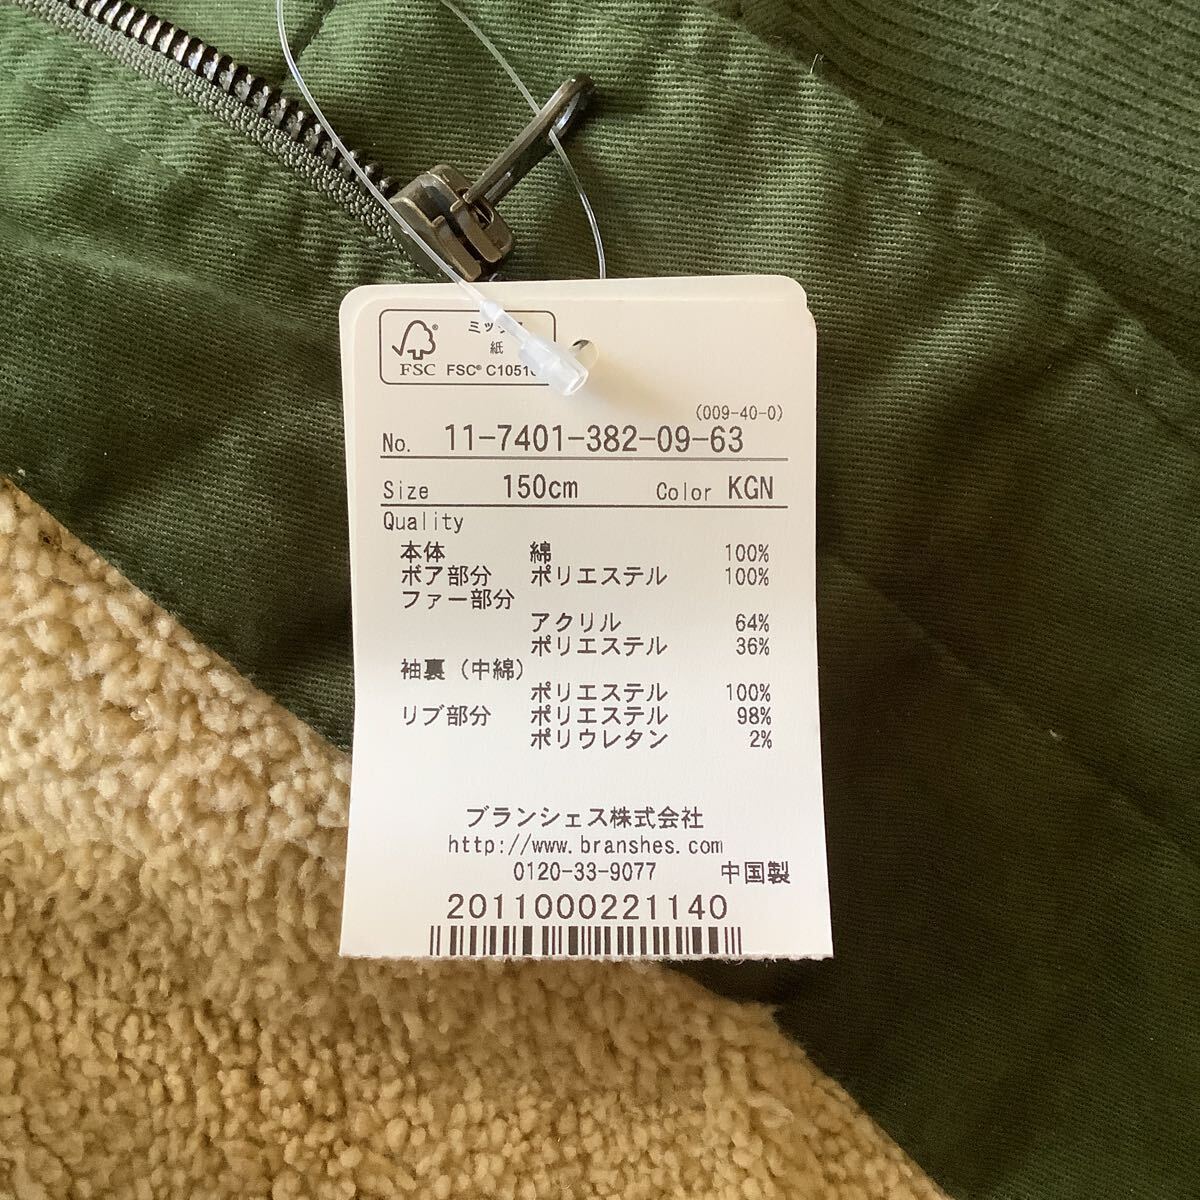 紙
FSC
FSC®
(009-40-0)
No. 11-7401-382-09-63
Size 150cm Color KGN
Quality
本体 綿 100%
ボア部分 ポリエステル 100%
ファー部分
アクリル 64%
ポリエステル 36%
袖裏(中綿)
ポリエステル 100%
リブ部分 ポリエステル 98%
ポリウレタン 2%
ブランシェス株式会社
http://www.branshes.com
0120-33-9077 中国製
2011000221140